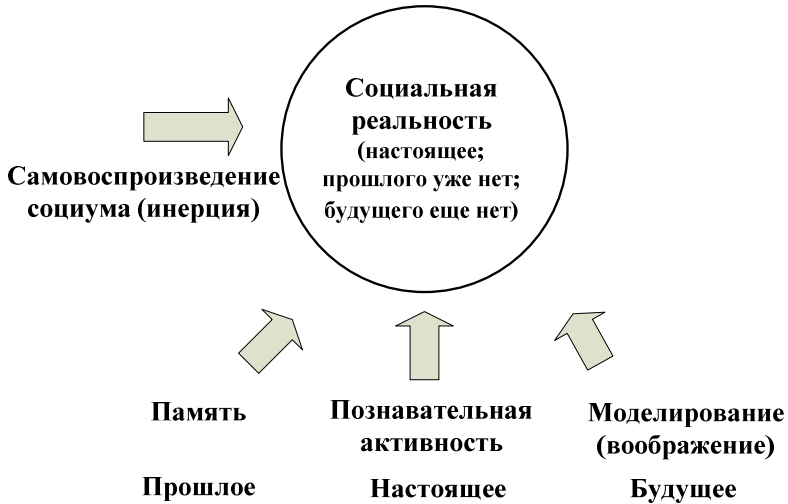 Социальная
реальность
(настоящее;
прошлого уже нет;
будущего еще нет)
Самовоспроизведение
социума (инерция)
Память
Познавательная
активность
Моделирование
(воображение)
Прошлое
Настоящее
Будущее